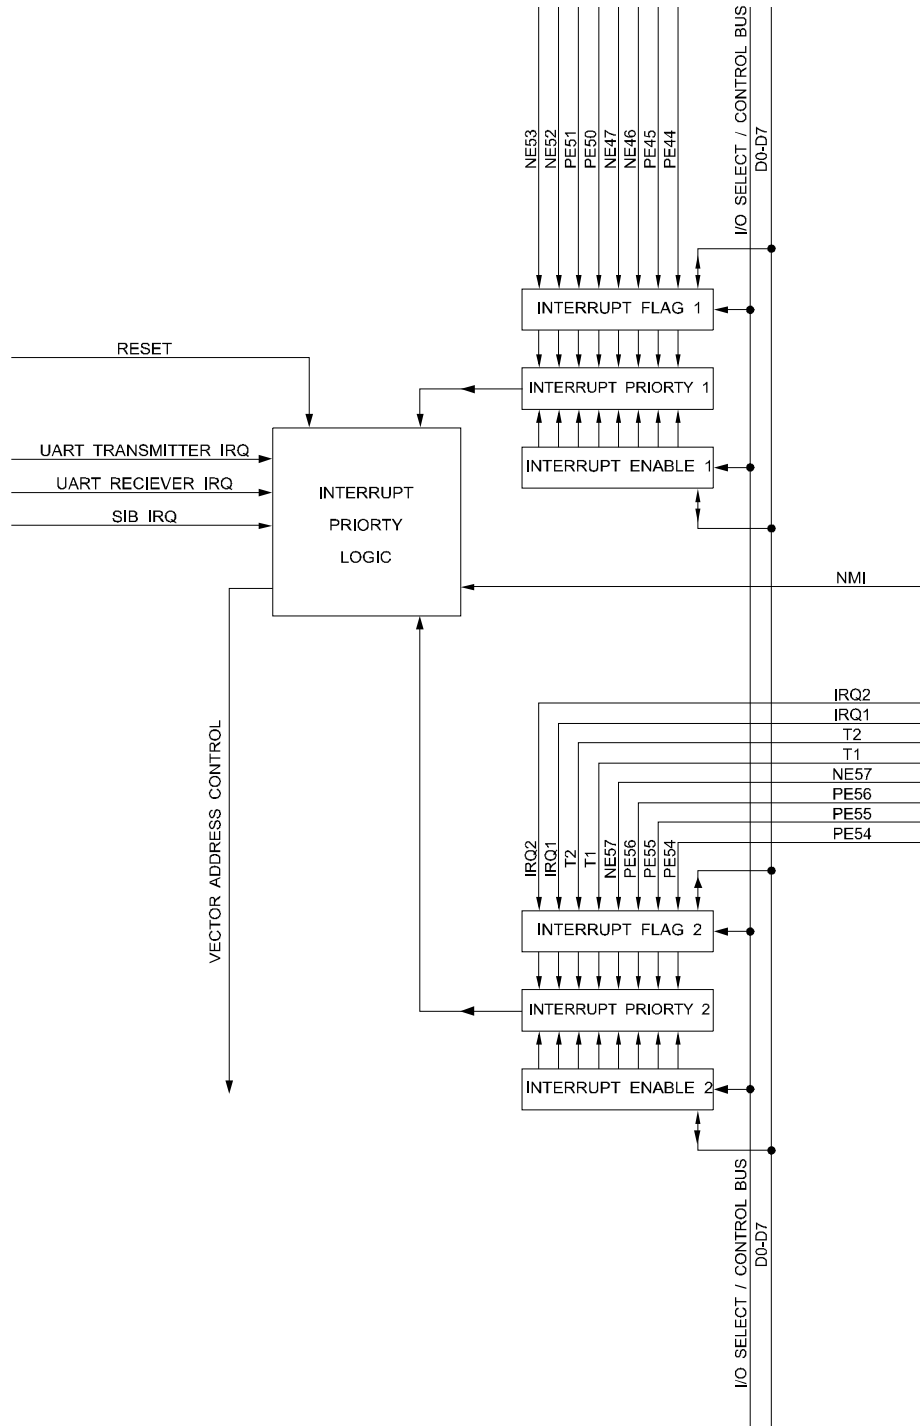 NE53
NE52
PE51
PE50
NE47
NE46
PE45
PE44
I/O SELECT / CONTROL BUS
D0-D7
INTERRUPT FLAG 1
RESET
INTERRUPT PRIORTY 1
UART TRANSMITTER IRQ
INTERRUPT ENABLE 1
UART RECIEVER IRQ
SIB IRQ
INTERRUPT
PRIORTY
LOGIC
NMI
IRQ2
IRQ1
T2
T1
NE57
PE56
PE55
PE54
IRQ2
IRQ1
T2
T1
NE57
PE56
PE55
PE54
VECTOR ADDRESS CONTROL
INTERRUPT FLAG 2
INTERRUPT PRIORTY 2
INTERRUPT ENABLE 2
I/O SELECT / CONTROL BUS
D0-D7